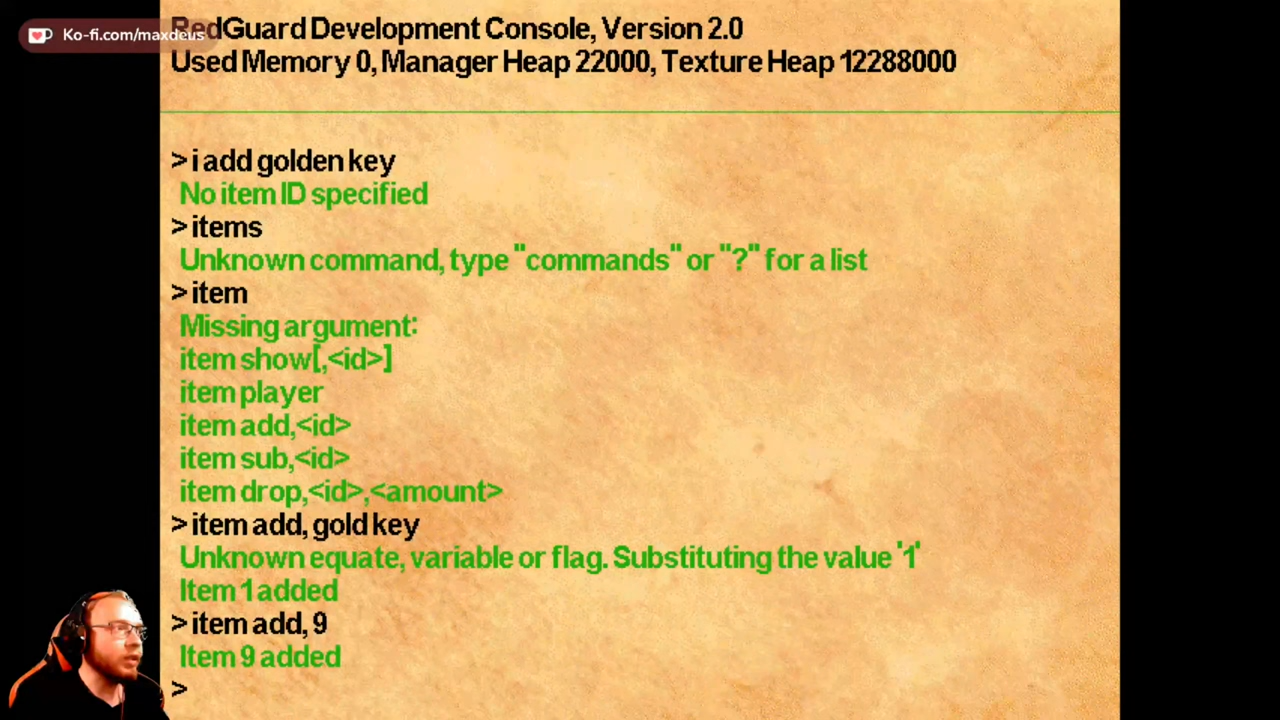 RedGuard Development Console, Version 2.0
Ko-fi.com/maxdeus
Used Memory 0, Manager Heap 22000, Texture Heap 12288000
> i add golden key
No item ID specified
> items
Unknown command, type "commands" or "?" for a list
> item
Missing argument:
item show[,<id>]
item player
item add,<id>
item sub,<id>
item drop,<id>,<amount>
> item add, gold key
Unknown equate, variable or flag. Substituting the value '1'
Item 1 added
> item add, 9
Item 9 added
>